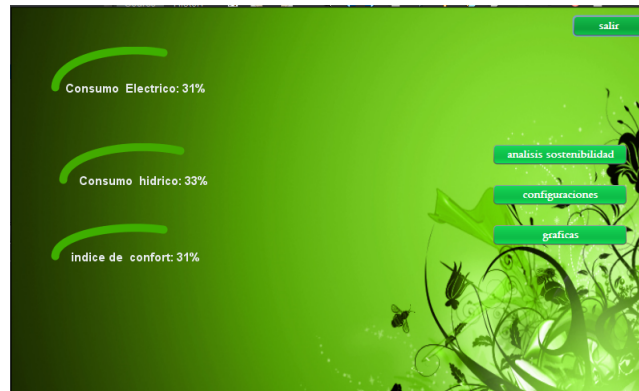 salir
Consumo Electrico: 31%
analisis sostenibilidad
Consumo hidrico: 33%
configuraciones
graficas
indice de confort: 31%